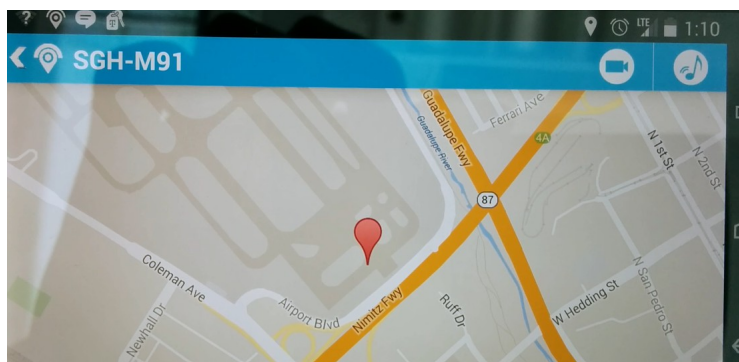 ? LTE 1:10
SGH-M91
Guadalupe Fwy
Guadalupe River
Ferrari Ave
4A
N 1st St
N 2nd St
87
Coleman Ave
Airport Blvd
Nimitz Fwy
Newhall Dr
Ruff Dr
W Hedding St
N San Pedro St